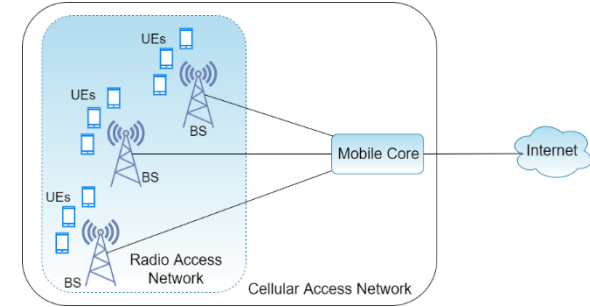 UEs
BS
UEs
BS
Mobile Core
Internet
UEs
BS
Radio Access
Network
Cellular Access Network